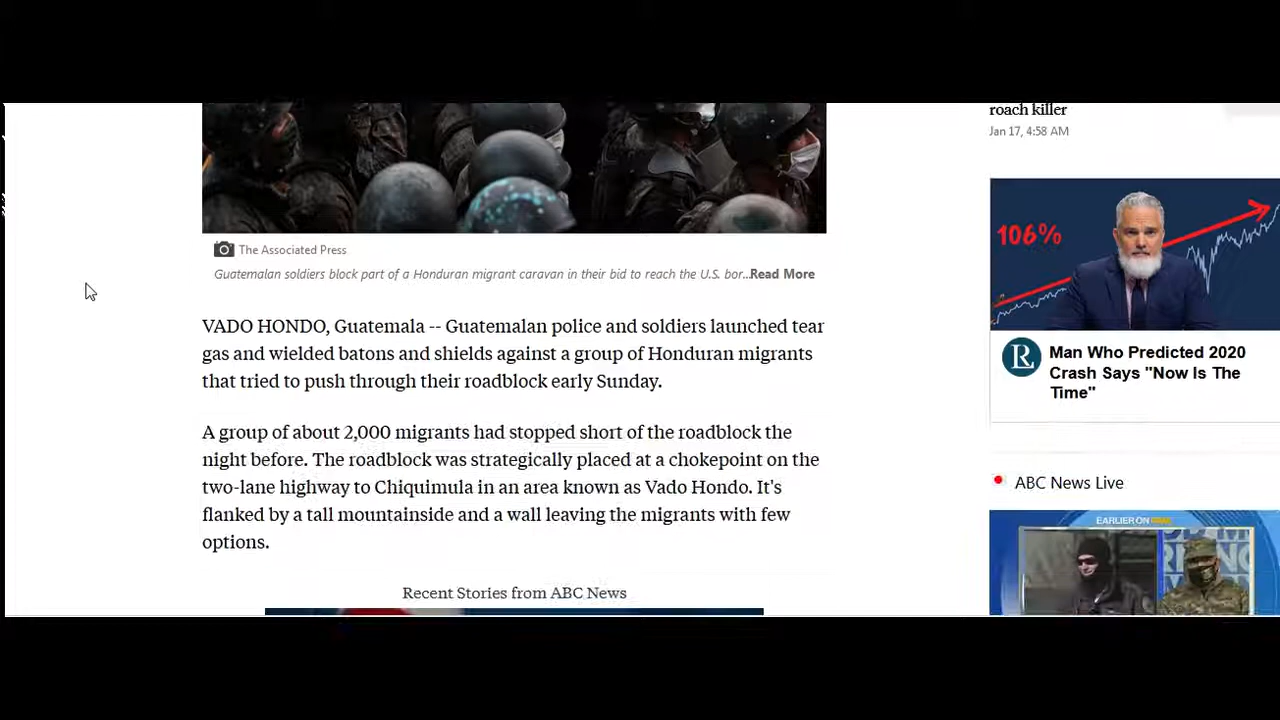 roach killer
Jan 17, 4:58 AM
The Associated Press
Guatemalan soldiers block part of a Honduran migrant caravan in their bid to reach the U.S. bor...Read More
VADO HONDO, Guatemala -- Guatemalan police and soldiers launched tear
gas and wielded batons and shields against a group of Honduran migrants
that tried to push through their roadblock early Sunday.
A group of about 2,000 migrants had stopped short of the roadblock the
night before. The roadblock was strategically placed at a chokepoint on the
two-lane highway to Chiquimula in an area known as Vado Hondo. It's
flanked by a tall mountainside and a wall leaving the migrants with few
options.
Recent Stories from ABC News
106%
R
Man Who Predicted 2020
Crash Says "Now Is The
Time"
ABC News Live
EARLIER ON